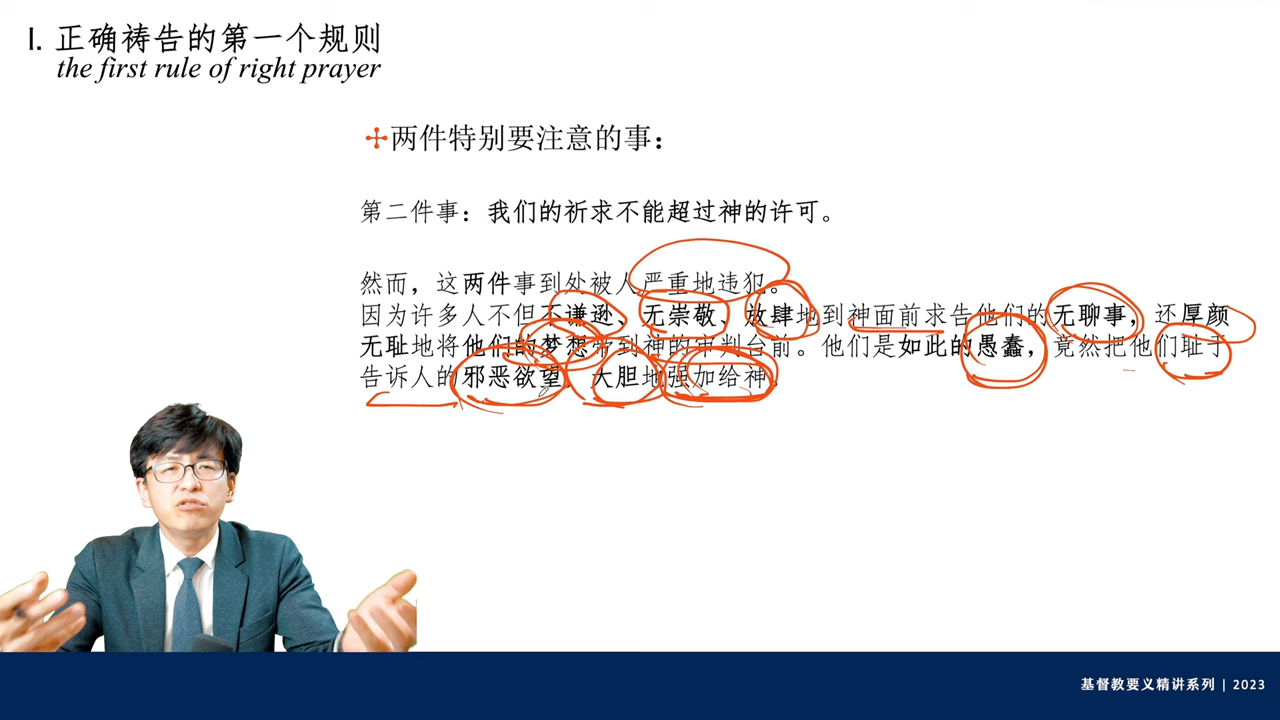 I. 正确祷告的第一个规则
the first rule of right prayer
✢两件特别要注意的事：
第二件事：我们的祈求不能超过神的许可。
然而，这两件事到处被人严重地违犯。
因为许多人不但不谦逊、无崇敬、放肆地到神面前求告他们的无聊事，还厚颜
无耻地将他们的梦想带到神的审判台前。他们是如此的愚蠢，竟然把他们耻于
告诉人的邪恶欲望，大胆地强加给神。
基督教要义精讲系列 | 2023